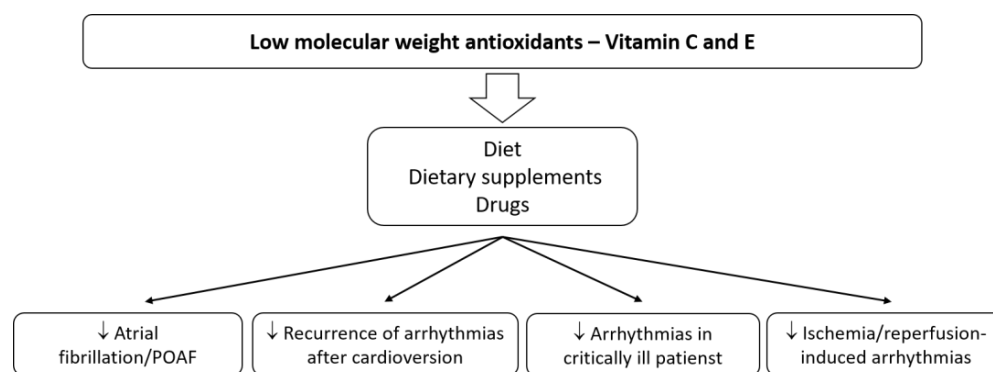 Low molecular weight antioxidants – Vitamin C and E
Diet
Dietary supplements
Drugs
↓ Atrial
fibrillation/POAF
↓ Recurrence of arrhythmias
after cardioversion
↓ Arrhythmias in
critically ill patienst
↓ Ischemia/reperfusion-
induced arrhythmias